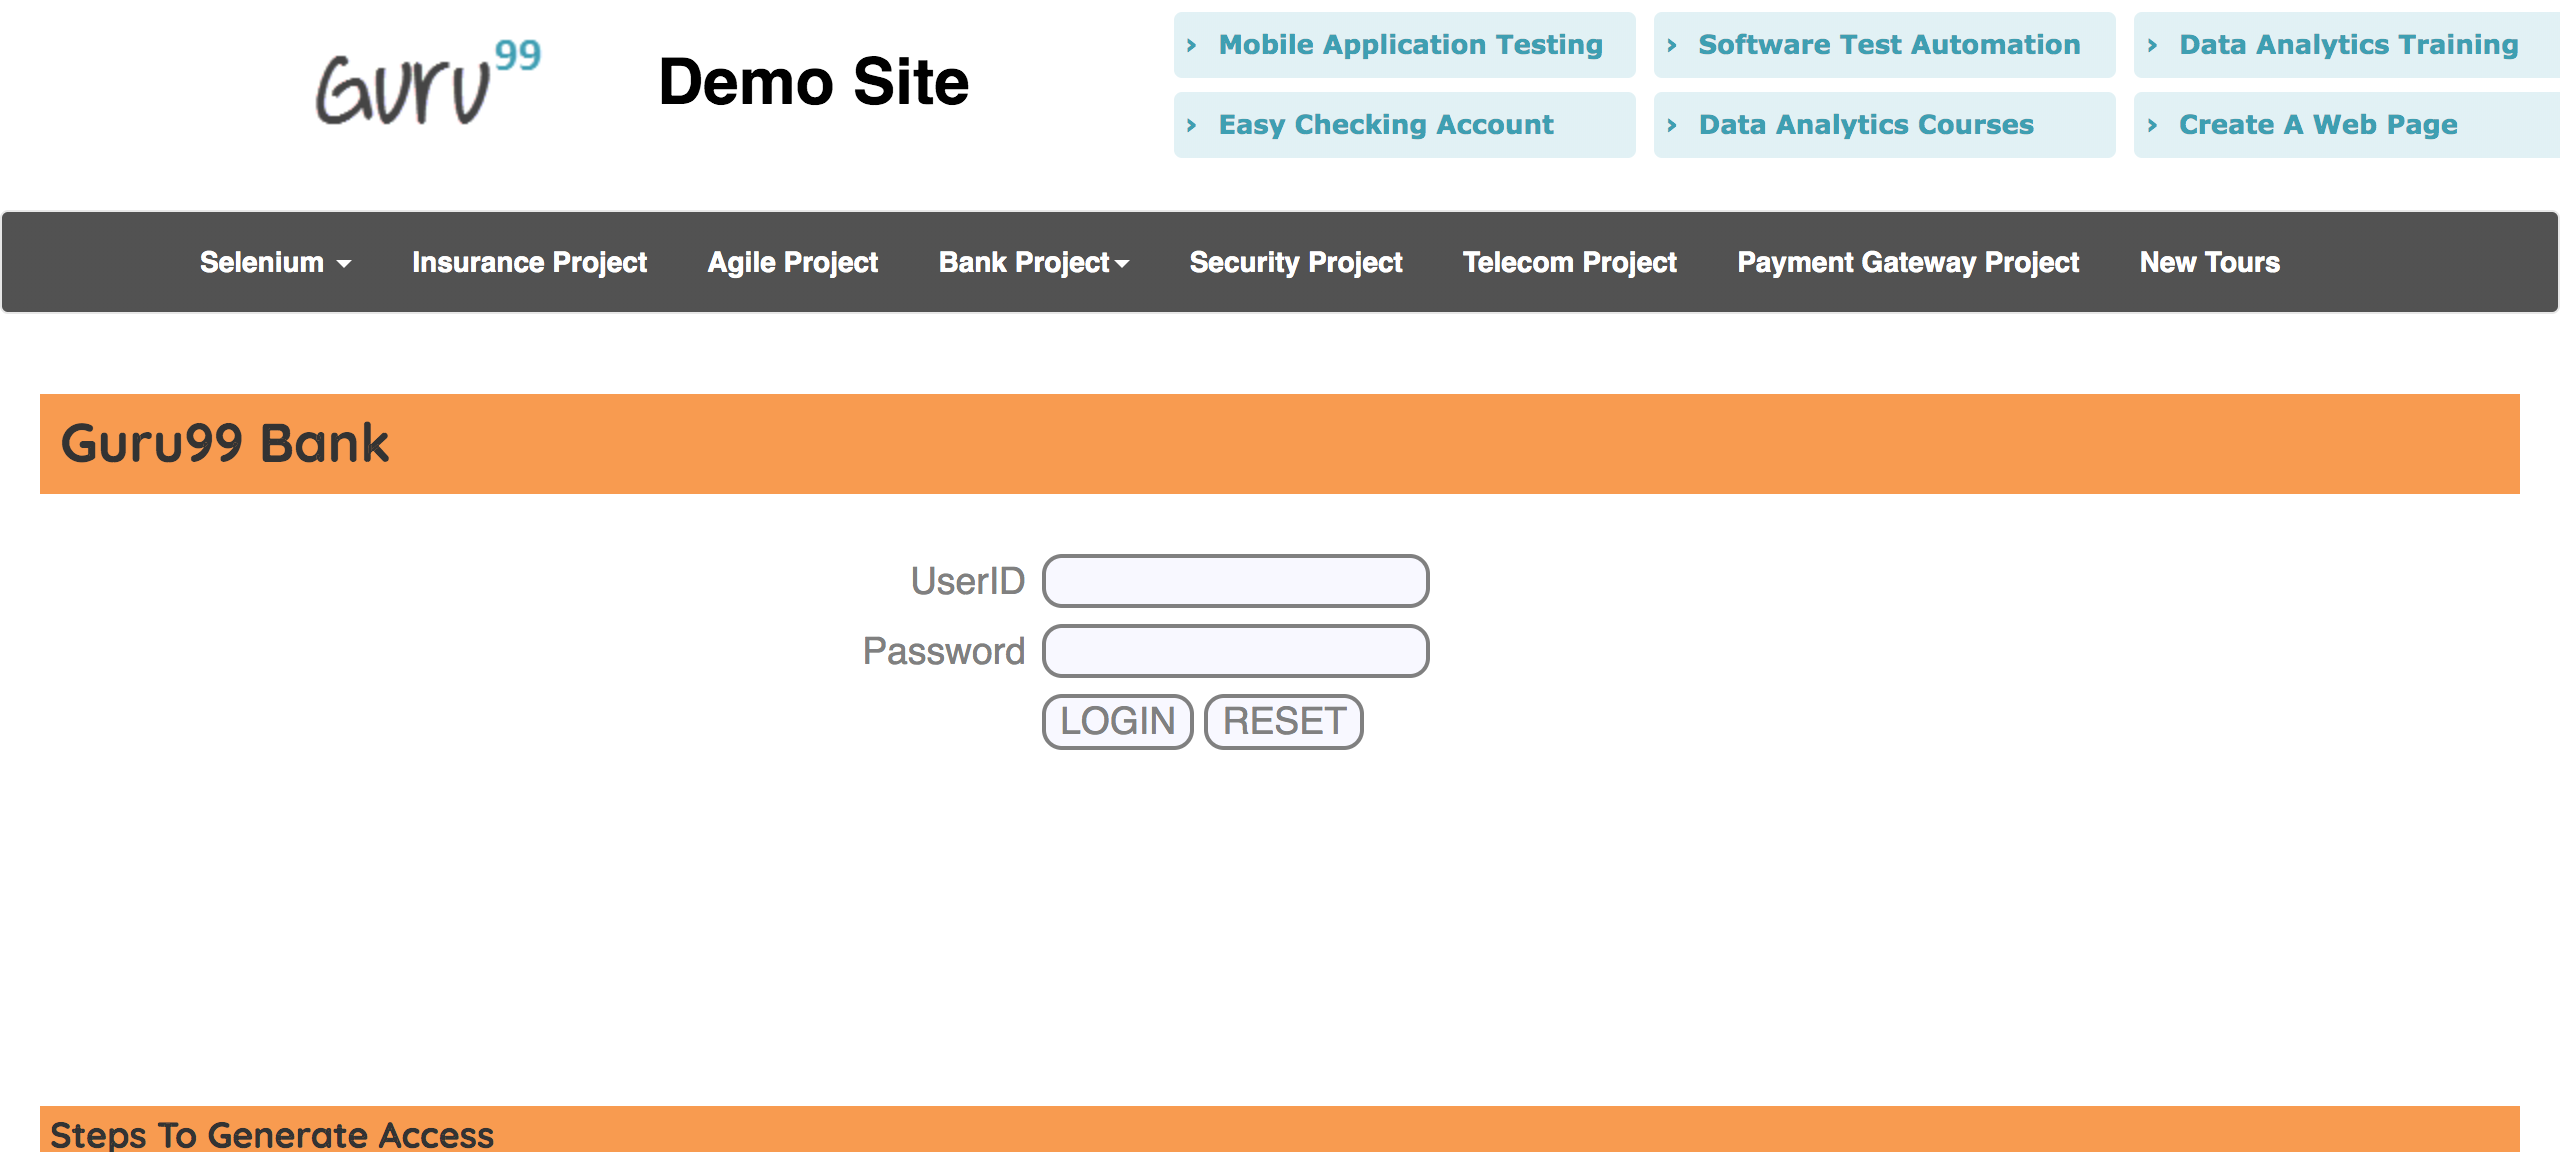 Guru99
Demo Site
› Mobile Application Testing
› Software Test Automation
› Data Analytics Training
› Easy Checking Account
› Data Analytics Courses
› Create A Web Page
Selenium Insurance Project Agile Project Bank Project Security Project Telecom Project Payment Gateway Project New Tours
Guru99 Bank
UserID
Password
LOGIN RESET
Steps To Generate Access